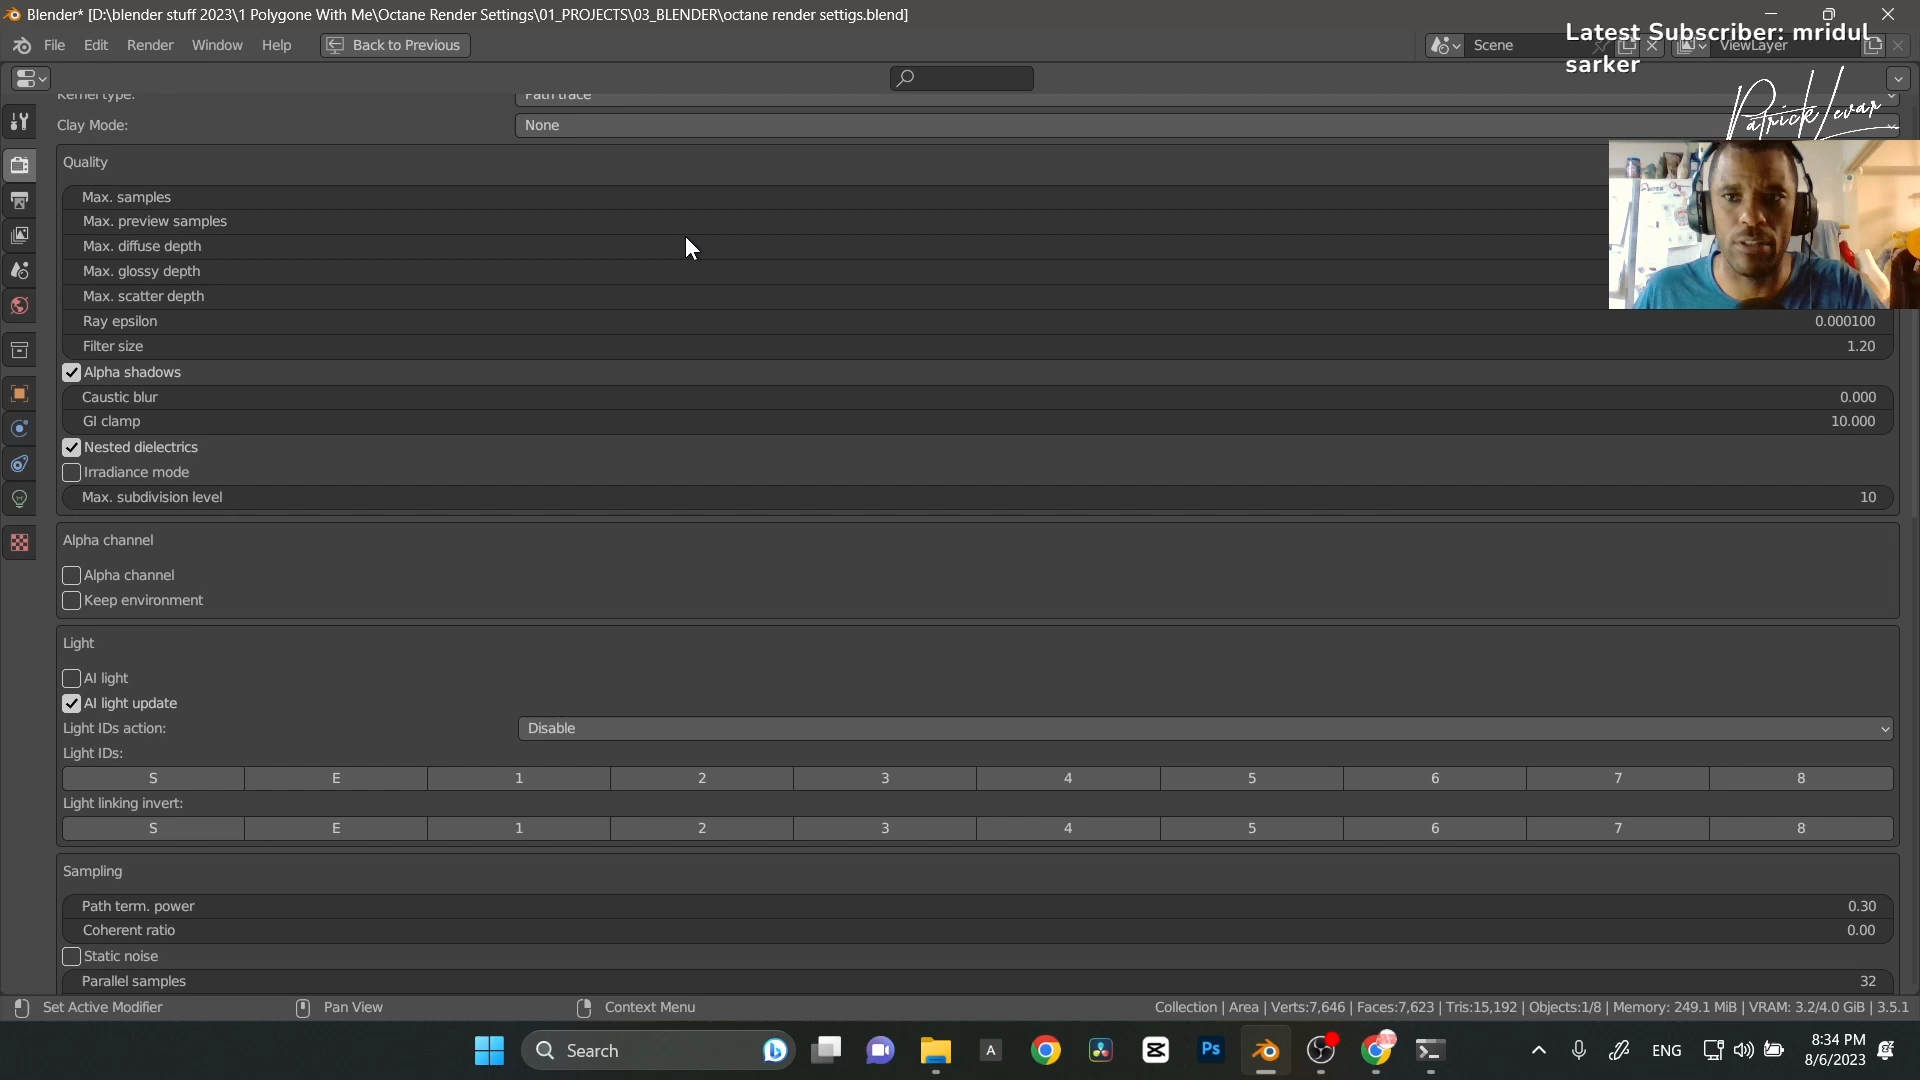 Blender* [D:\blender stuff 2023\1 Polygone With Me\Octane Render Settings\01_PROJECTS\03_BLENDER\octane render settigs.blend]
Latest Subscriber: mridul
sarker
File Edit Render Window Help Back to Previous Scene ViewLayer
Patrick Levar
Kernel type: Path trace
Clay Mode: None
Quality
Max. samples
Max. preview samples
Max. diffuse depth
Max. glossy depth
Max. scatter depth
Ray epsilon 0.000100
Filter size 1.20
Alpha shadows
Caustic blur 0.000
GI clamp 10.000
Nested dielectrics
Irradiance mode
Max. subdivision level 10
Alpha channel
Alpha channel
Keep environment
Light
AI light
AI light update
Light IDs action: Disable
Light IDs:
S E 1 2 3 4 5 6 7 8
Light linking invert:
S E 1 2 3 4 5 6 7 8
Sampling
Path term. power 0.30
Coherent ratio 0.00
Static noise
Parallel samples 32
Set Active Modifier Pan View Context Menu Collection | Area | Verts:7,646 | Faces:7,623 | Tris:15,192 | Objects:1/8 | Memory: 249.1 MiB | VRAM: 3.2/4.0 GiB | 3.5.1
Search A Ps ENG 8:34 PM
8/6/2023